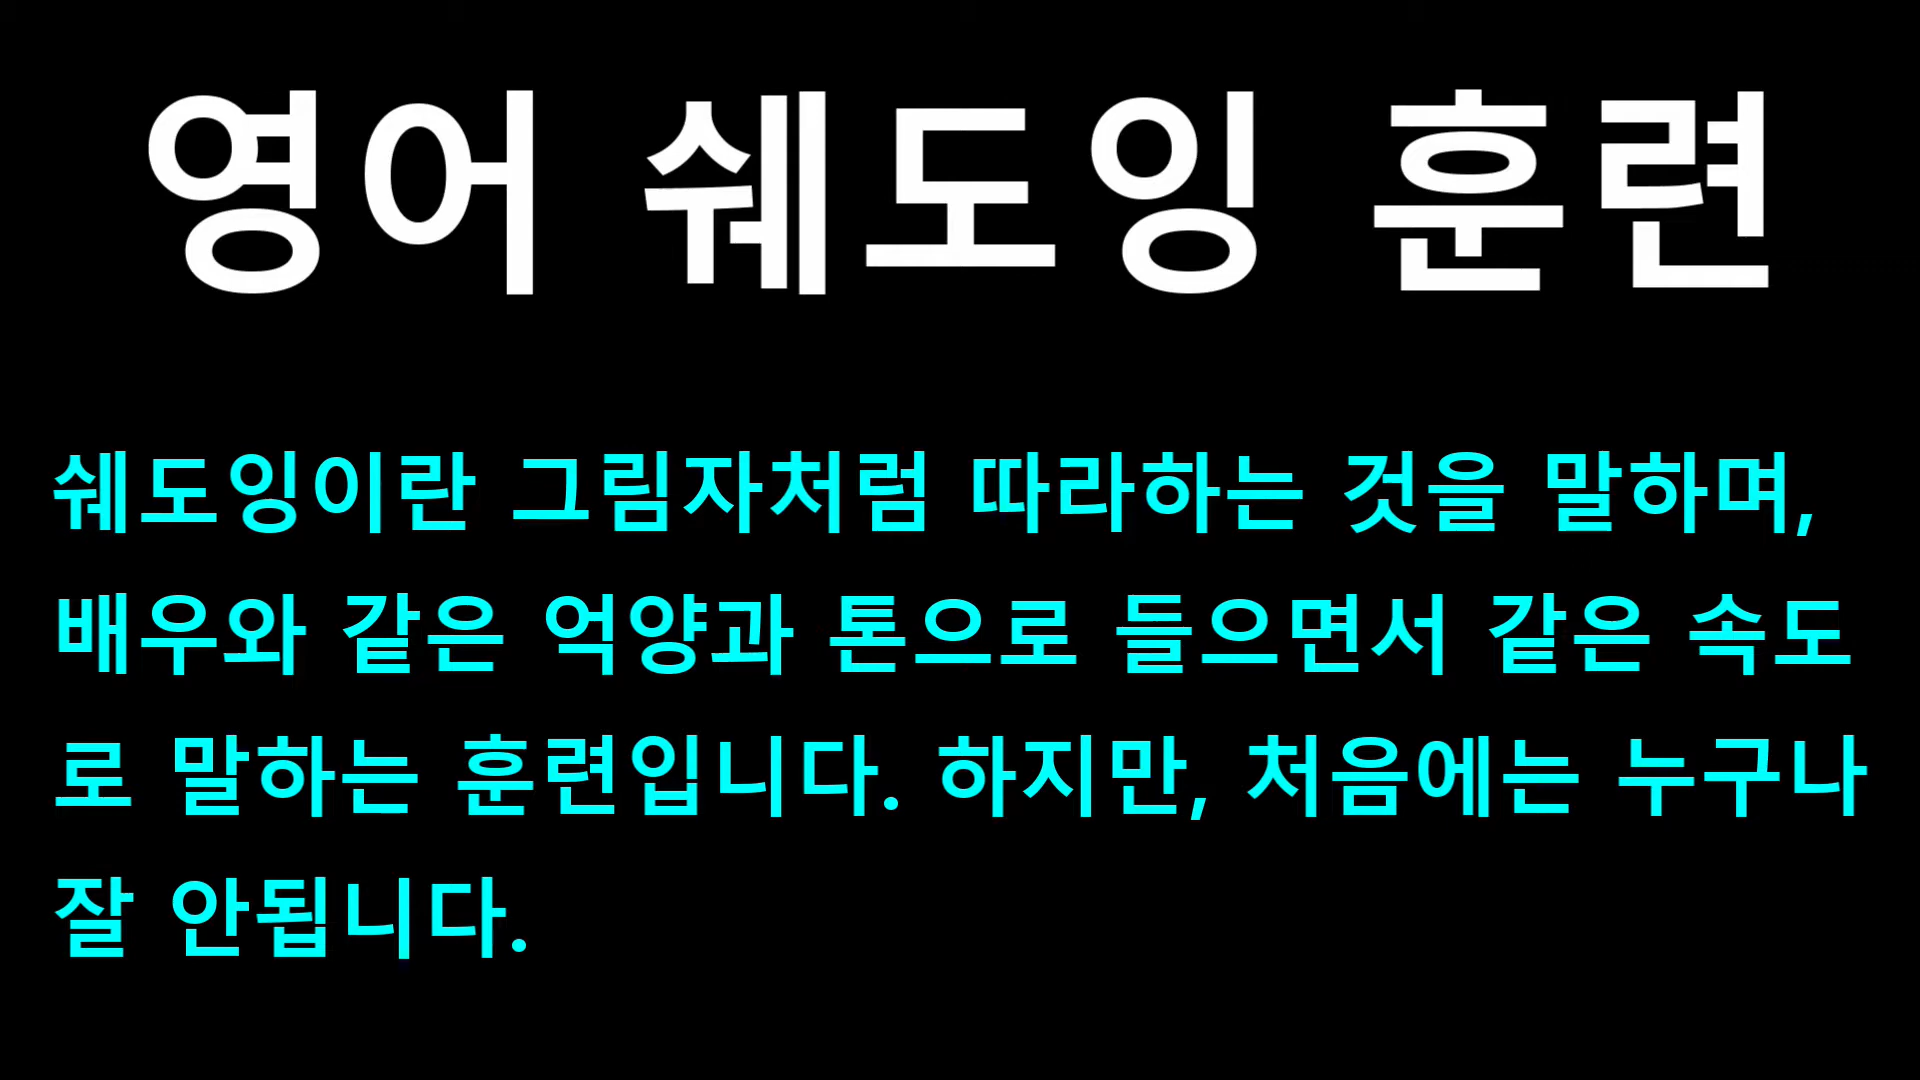 영어 쉐도잉 훈련
쉐도잉이란 그림자처럼 따라하는 것을 말하며,
배우와 같은 억양과 톤으로 들으면서 같은 속도
로 말하는 훈련입니다. 하지만, 처음에는 누구나
잘 안됩니다.